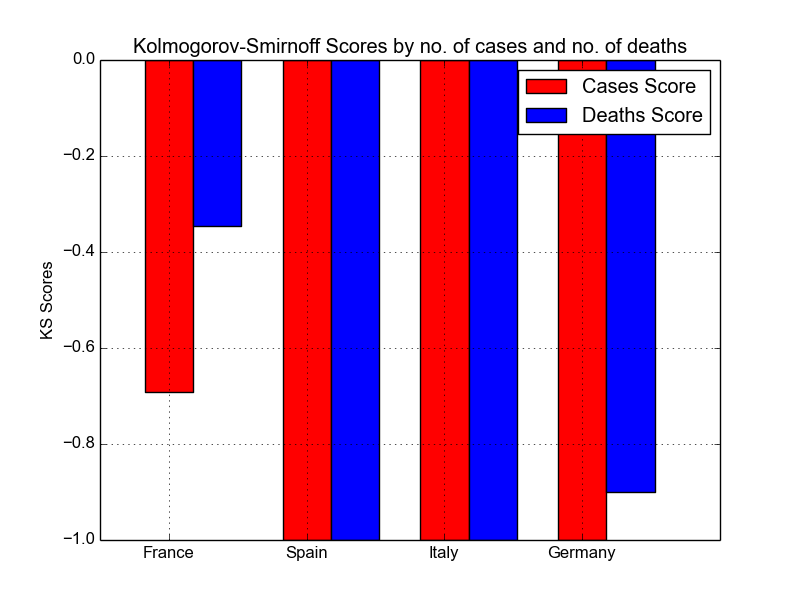 Kolmogorov-Smirnoff Scores by no. of cases and no. of deaths
Cases Score
Deaths Score
KS Scores
0.0
−0.2
−0.4
−0.6
−0.8
−1.0
France
Spain
Italy
Germany